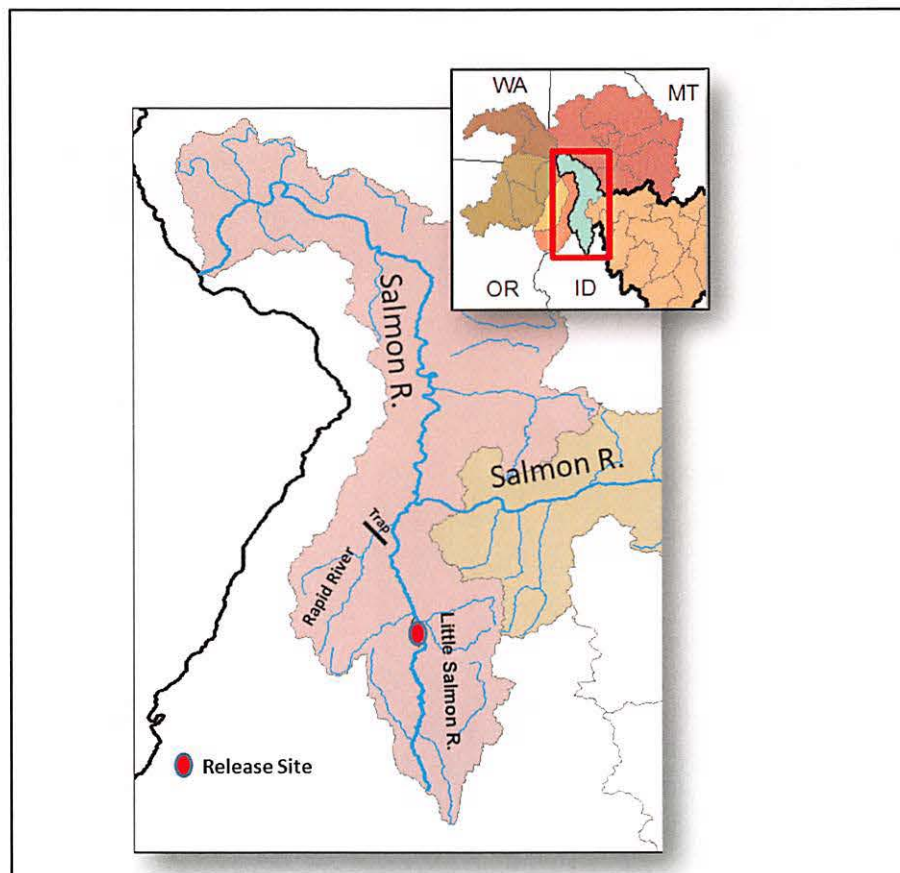 WA
MT
OR
ID
Salmon R.
Salmon R.
Trap
Rapid River
Little Salmon R.
Release Site